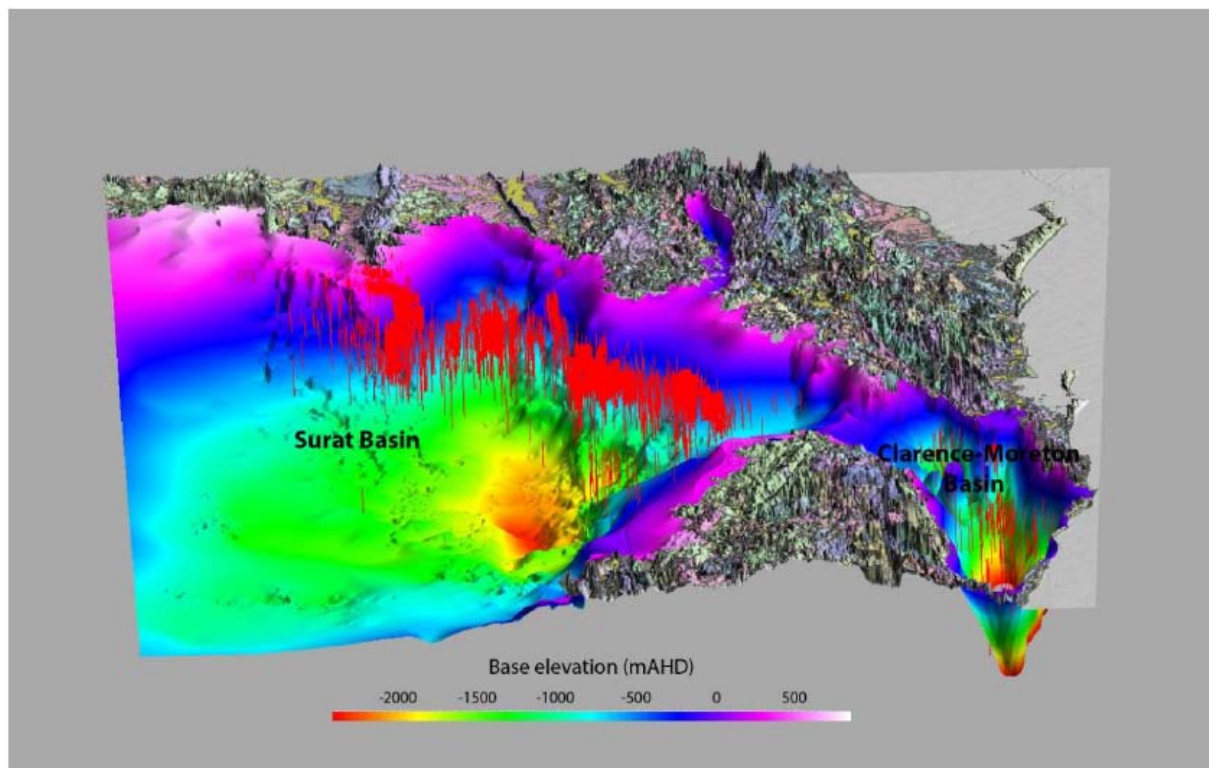 Surat Basin
Clarence-Moreton
Basin
Base elevation (mAHD)
-2000 -1500 -1000 -500 0 500